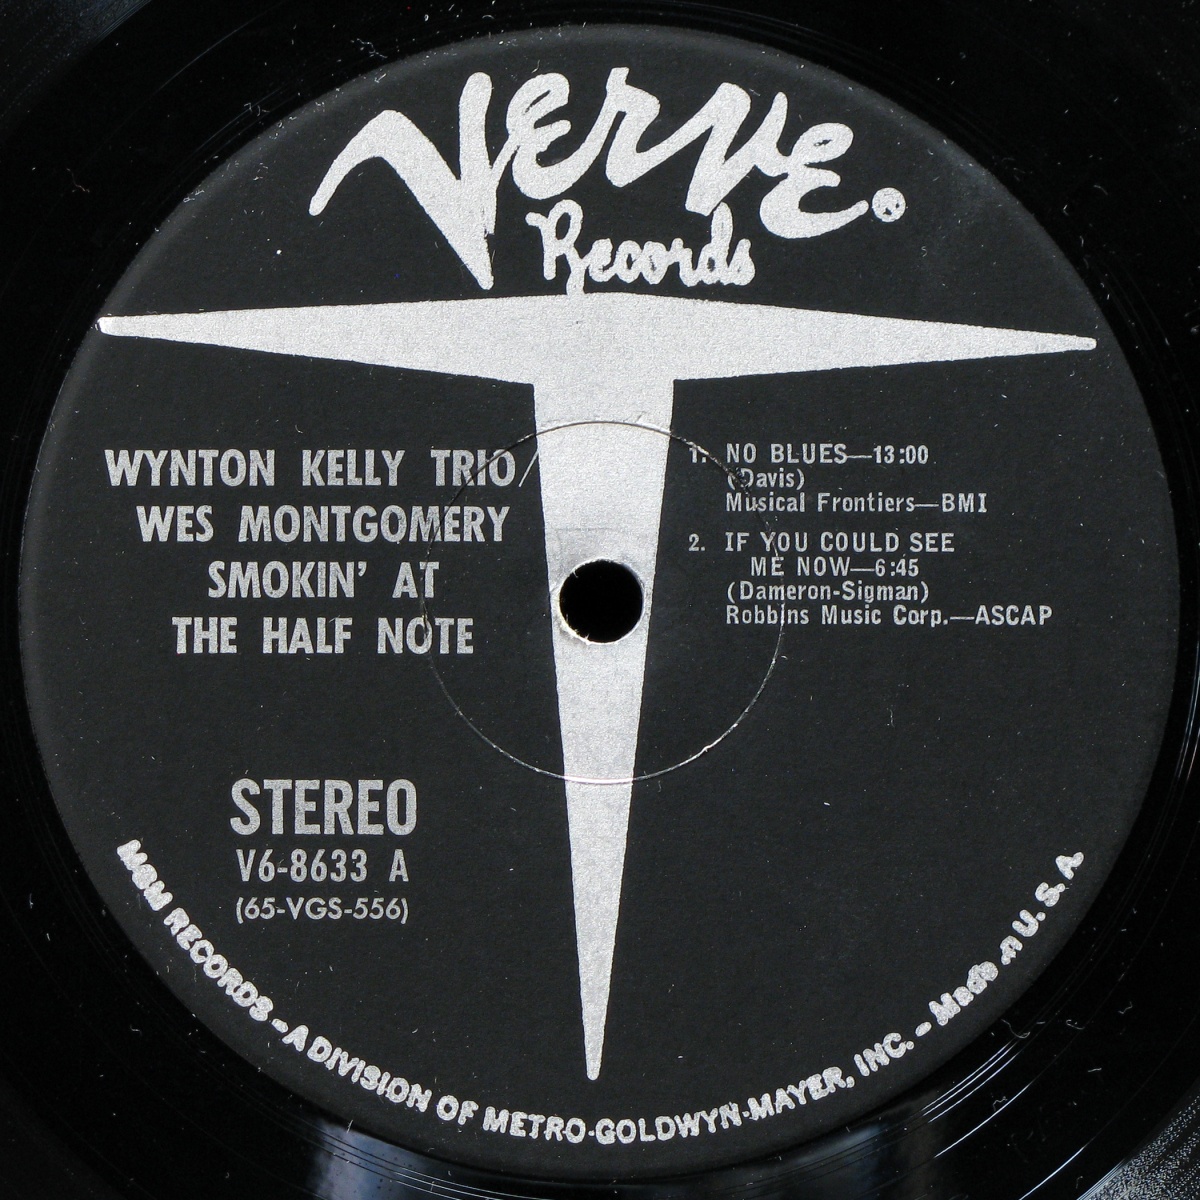 Verve®
Records
WYNTON KELLY TRIO/
WES MONTGOMERY
SMOKIN' AT
THE HALF NOTE
1. NO BLUES—13:00
(Davis)
Musical Frontiers—BMI
2. IF YOU COULD SEE
ME NOW—6:45
(Dameron-Sigman)
Robbins Music Corp.—ASCAP
STEREO
V6-8633 A
(65-VGS-556)
MGM RECORDS - A DIVISION OF METRO-GOLDWYN-MAYER, INC. - Made in U. S. A.